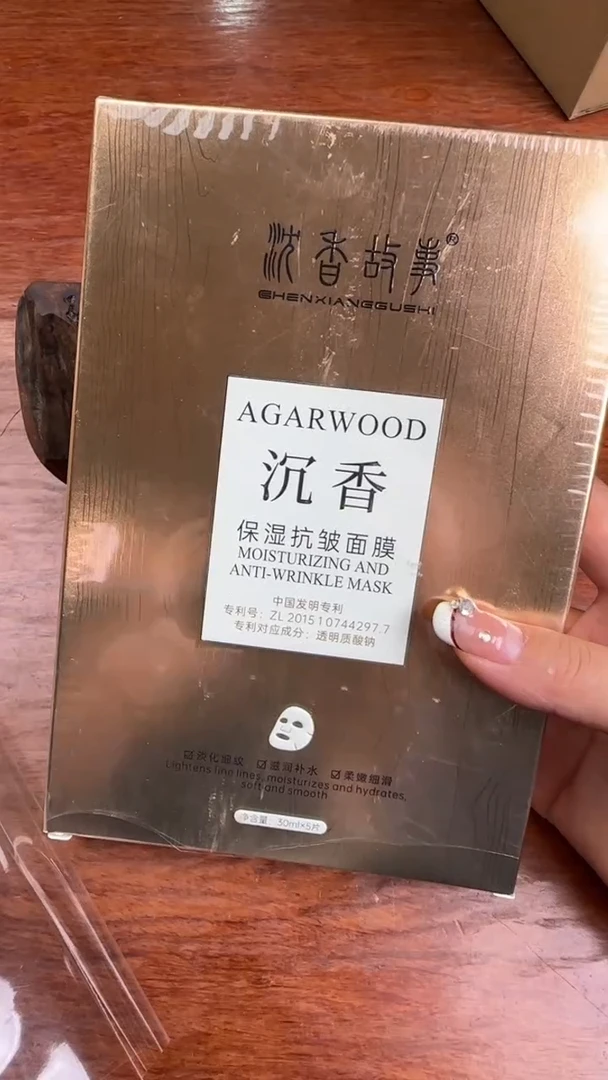 沉香故事®
CHENXIANGGUSHI
AGARWOOD
沉香
保湿抗皱面膜
MOISTURIZING AND
ANTI-WRINKLE MASK
中国发明专利
专利号：ZL 2015 1 0744297.7
专利对应成分：透明质酸钠
☑淡化细纹 ☑滋润补水 ☑柔嫩细滑
Lightens fine lines, moisturizes and hydrates,
soft and smooth
净含量：30ml×5片